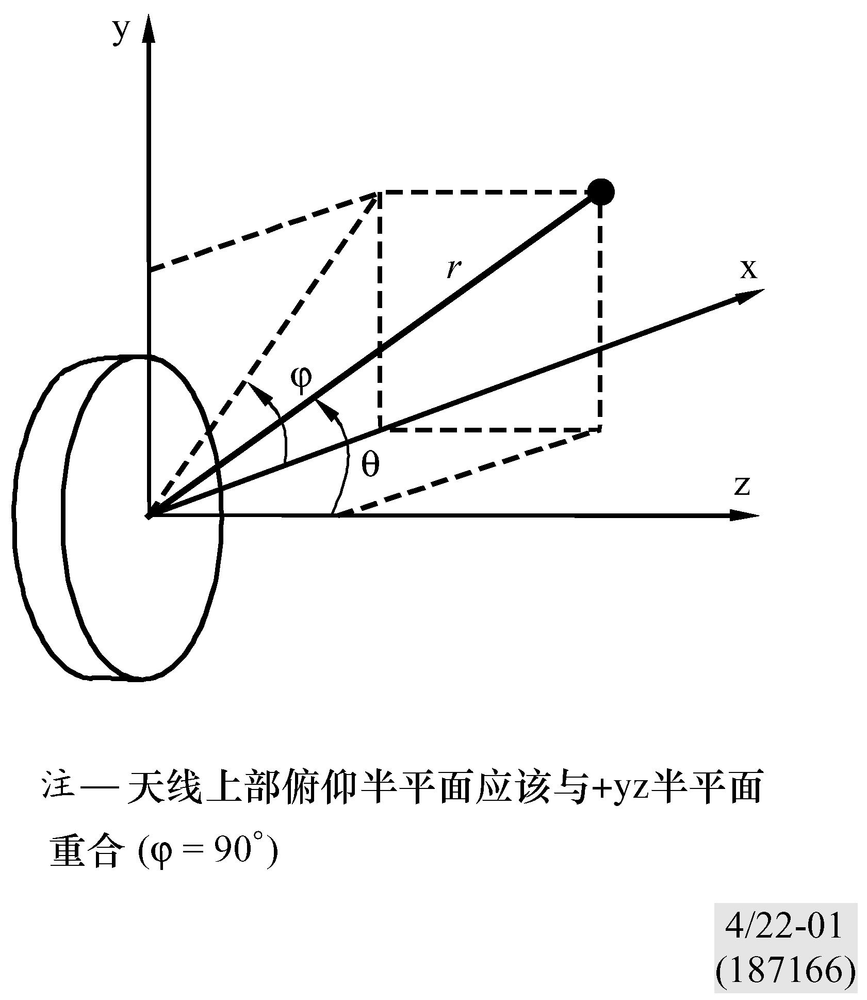 y
r
x
φ
θ
z
注 — 天线上部俯仰半平面应该与+yz半平面
重合 (φ = 90°)
4/22-01
(187166)